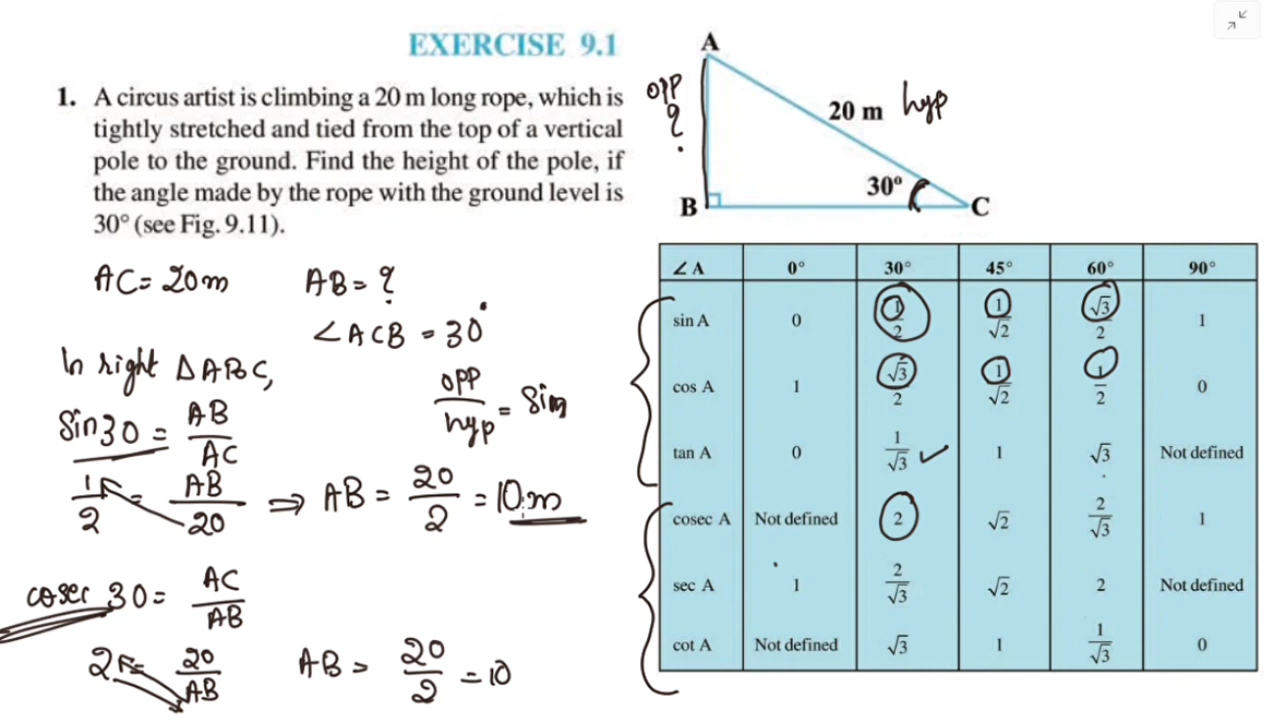 EXERCISE 9.1
1. A circus artist is climbing a 20 m long rope, which is
tightly stretched and tied from the top of a vertical
pole to the ground. Find the height of the pole, if
the angle made by the rope with the ground level is
30° (see Fig. 9.11).
A
opp
?
20 m hyp
30°
B
C
AC = 20m AB = ?
∠ACB = 30°
In right ΔABC,
Sin30 = AB/AC
opp/hyp = Sin
1/2 = AB/20 ⇒ AB = 20/2 = 10m
cosec 30 = AC/AB
2 = 20/AB AB = 20/2 = 10
∠A 0° 30° 45° 60° 90°
sin A 0 1/2 1/√2 √3/2 1
cos A 1 √3/2 1/√2 1/2 0
tan A 0 1/√3 1 √3 Not defined
cosec A Not defined 2 √2 2/√3 1
sec A 1 2/√3 √2 2 Not defined
cot A Not defined √3 1 1/√3 0